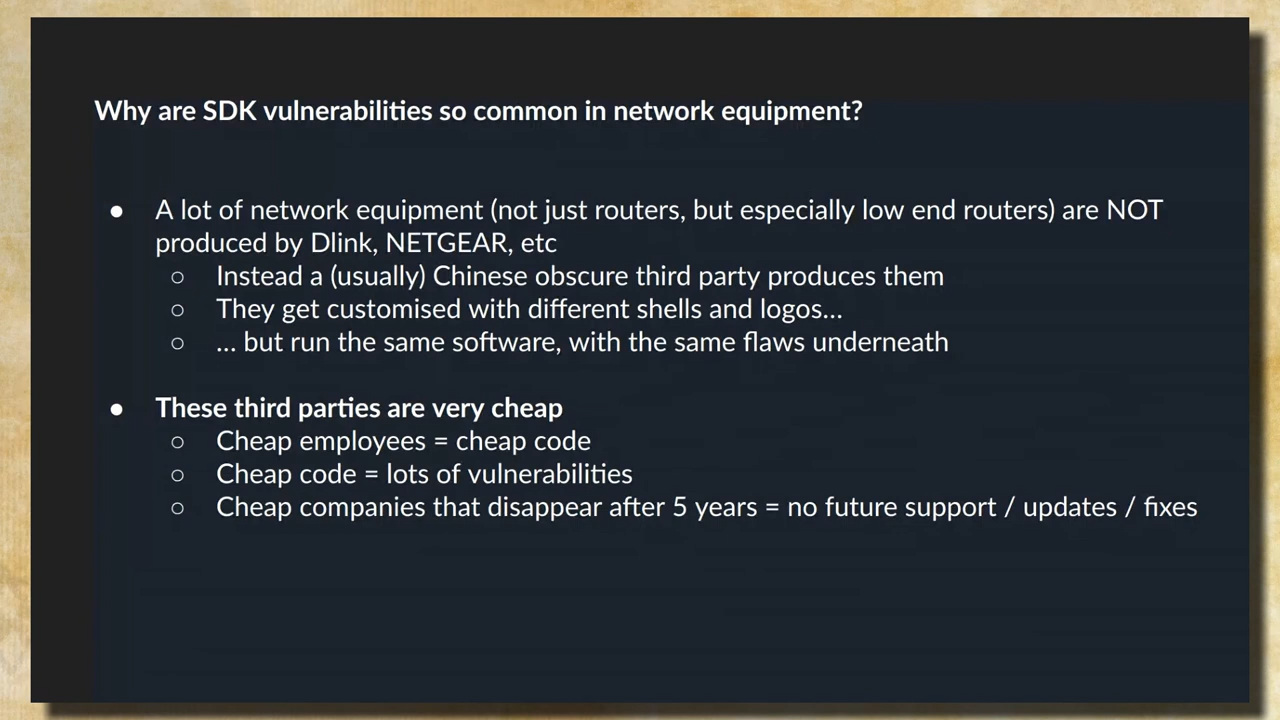 Why are SDK vulnerabilities so common in network equipment?
● A lot of network equipment (not just routers, but especially low end routers) are NOT
produced by Dlink, NETGEAR, etc
○ Instead a (usually) Chinese obscure third party produces them
○ They get customised with different shells and logos...
○ ... but run the same software, with the same flaws underneath
● These third parties are very cheap
○ Cheap employees = cheap code
○ Cheap code = lots of vulnerabilities
○ Cheap companies that disappear after 5 years = no future support / updates / fixes